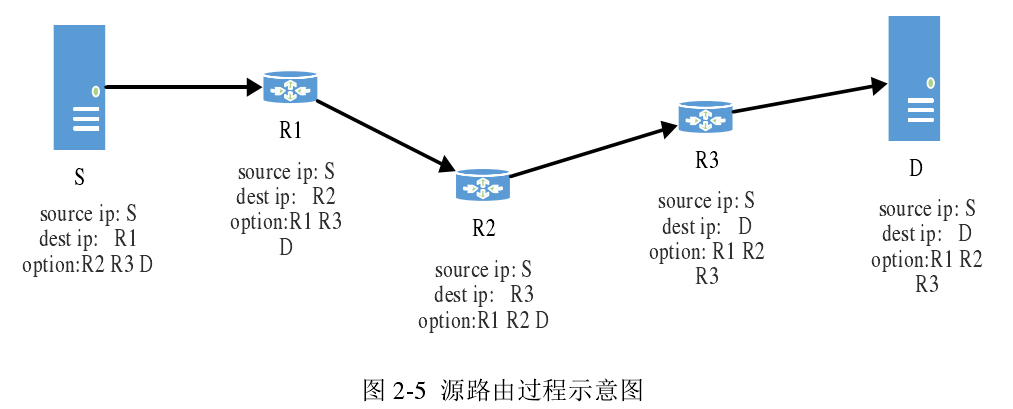 S
source ip: S
dest ip: R1
option:R2 R3 D
R1
source ip: S
dest ip: R2
option:R1 R3
D
R2
source ip: S
dest ip: R3
option:R1 R2 D
R3
source ip: S
dest ip: D
option: R1 R2
R3
D
source ip: S
dest ip: D
option:R1 R2
R3
图 2-5 源路由过程示意图